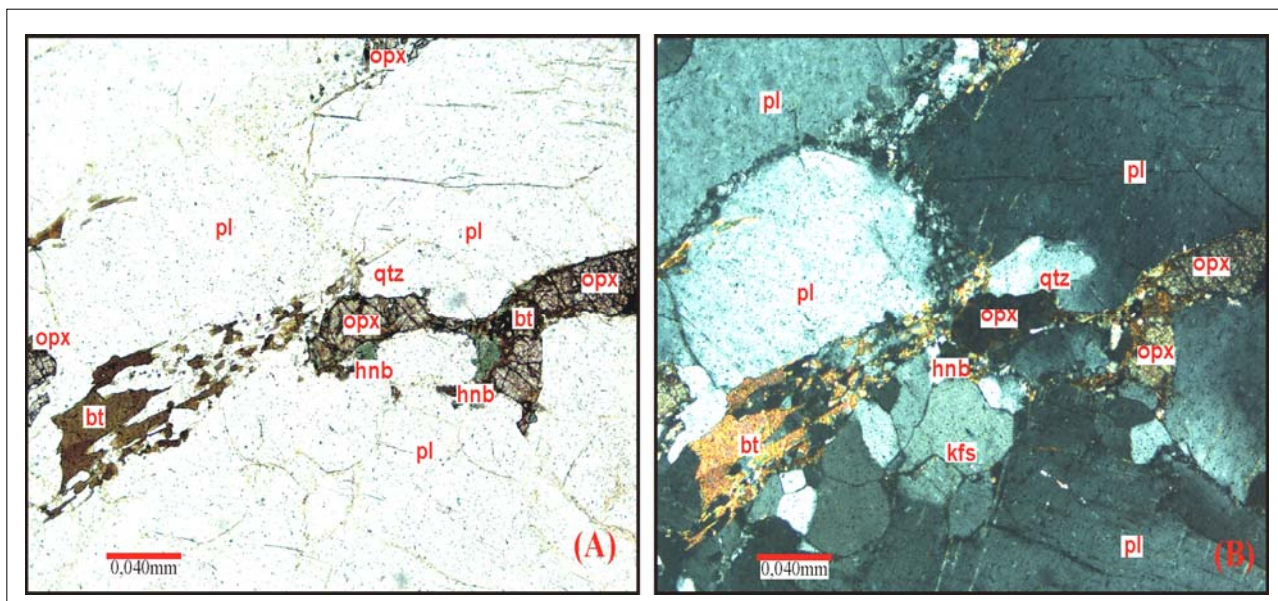 opx
pl
pl
qtz
opx
opx
bt
opx
hnb
hnb
bt
pl
0,040mm
(A)
pl
pl
pl
opx
qtz
opx
opx
hnb
bt
kfs
pl
0,040mm
(B)